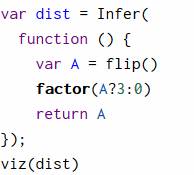 var dist = Infer(
  function () {
    var A = flip()
    factor(A?3:0)
    return A
});
viz(dist)